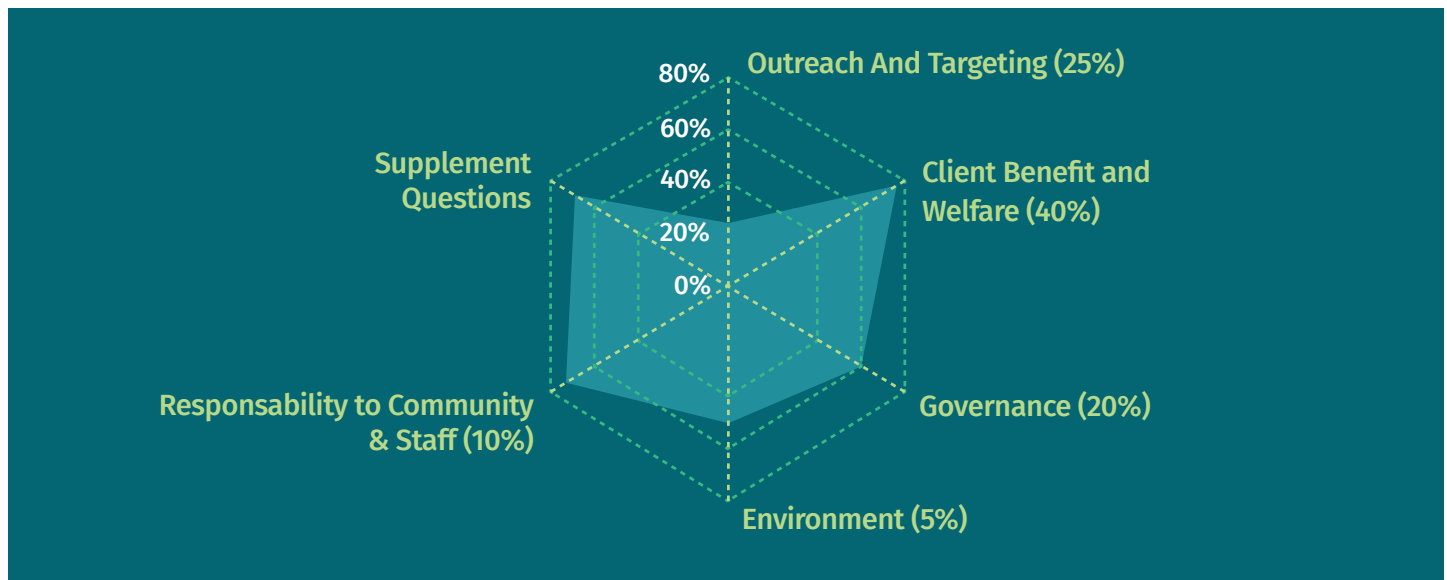 Outreach And Targeting (25%)
80%
60%
40%
20%
0%
Client Benefit and
Welfare (40%)
Governance (20%)
Environment (5%)
Responsability to Community
& Staff (10%)
Supplement
Questions